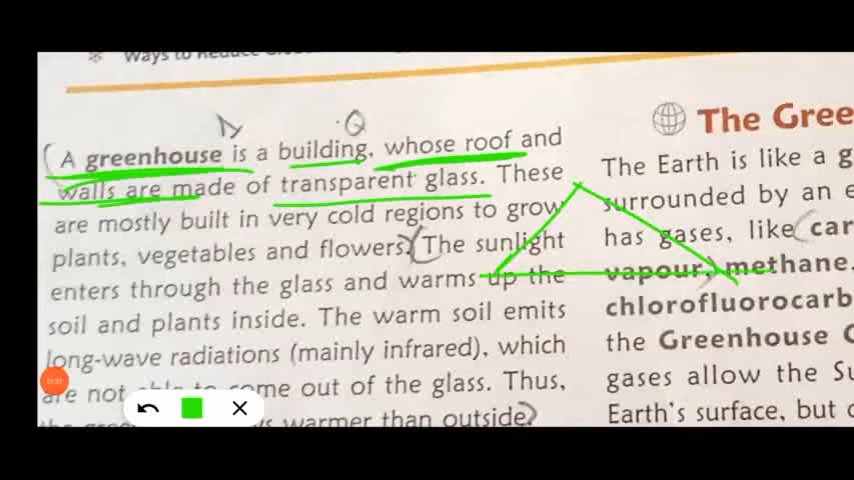 Ways to Reduce
A Q
A greenhouse is a building, whose roof and
walls are made of transparent glass. These
are mostly built in very cold regions to grow
plants, vegetables and flowers. The sunlight
enters through the glass and warms up the
soil and plants inside. The warm soil emits
long-wave radiations (mainly infrared), which
are not able to come out of the glass. Thus,
warmer than outside.
The Gree
The Earth is like a g
surrounded by an e
has gases, like car
vapour, methane,
chlorofluorocarb
the Greenhouse G
gases allow the Su
Earth's surface, but